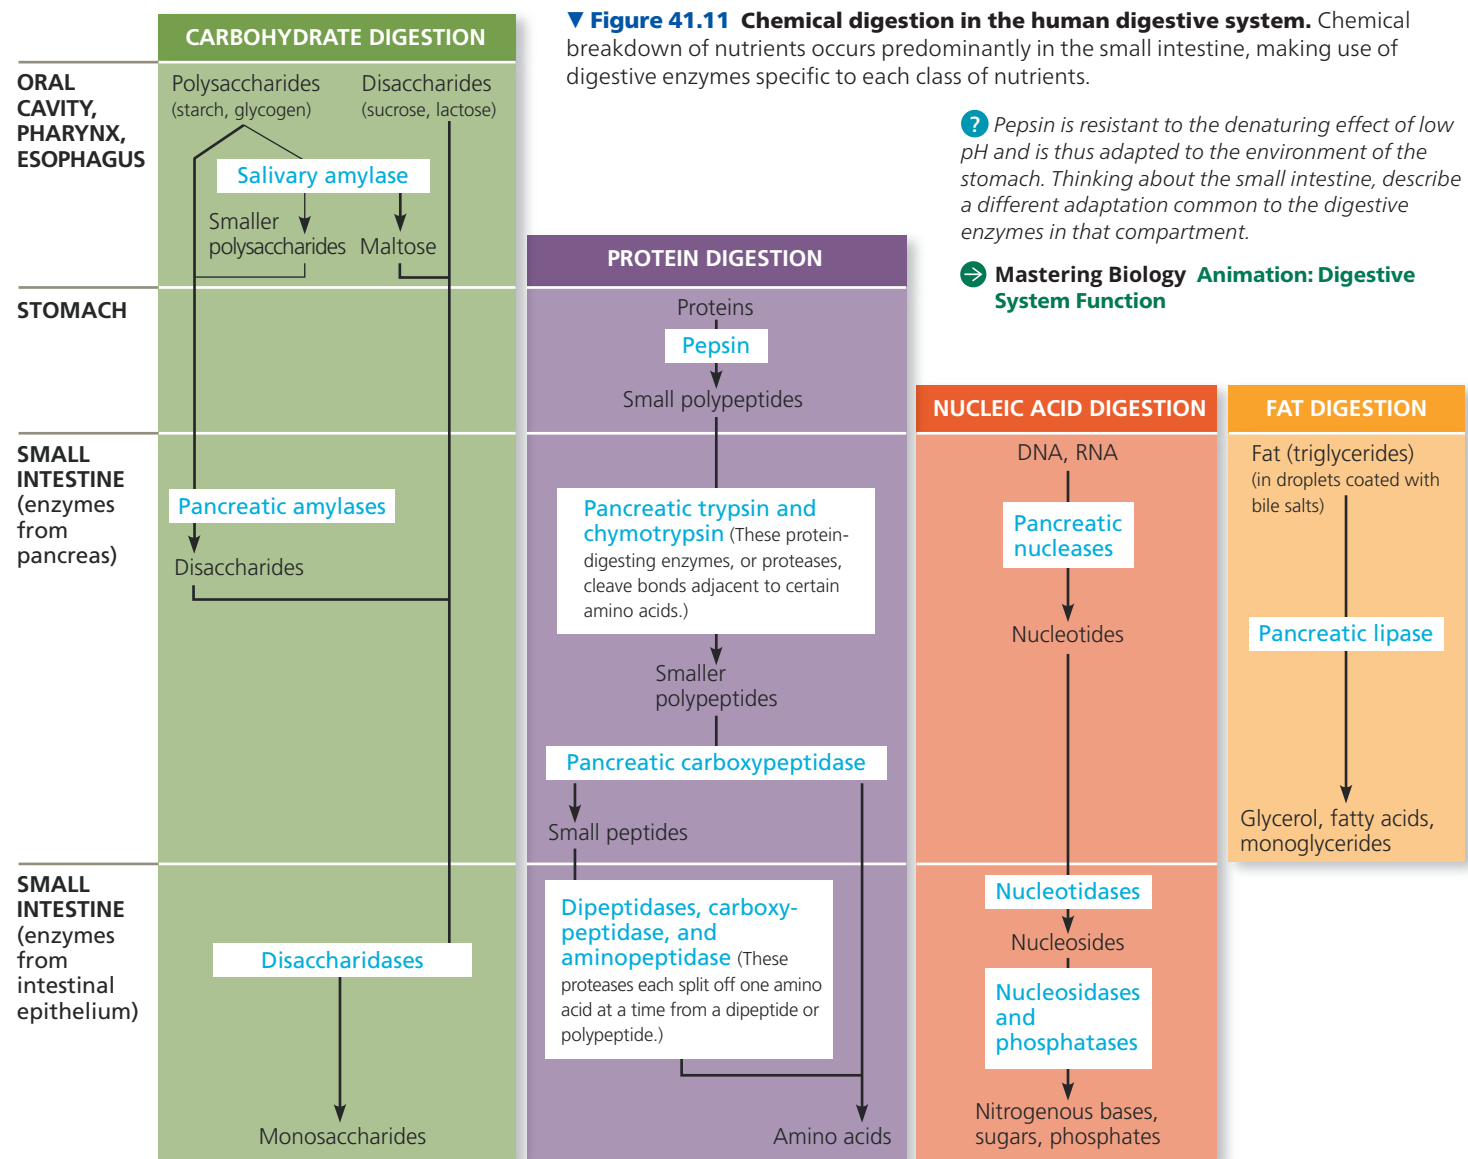 ▼ Figure 41.11 Chemical digestion in the human digestive system. Chemical
breakdown of nutrients occurs predominantly in the small intestine, making use of
digestive enzymes specific to each class of nutrients.
? Pepsin is resistant to the denaturing effect of low
pH and is thus adapted to the environment of the
stomach. Thinking about the small intestine, describe
a different adaptation common to the digestive
enzymes in that compartment.
Mastering Biology Animation: Digestive
System Function
CARBOHYDRATE DIGESTION
ORAL
CAVITY,
PHARYNX,
ESOPHAGUS
Polysaccharides
(starch, glycogen)
Disaccharides
(sucrose, lactose)
Salivary amylase
Smaller
polysaccharides
Maltose
PROTEIN DIGESTION
STOMACH
Proteins
Pepsin
Small polypeptides
NUCLEIC ACID DIGESTION
FAT DIGESTION
SMALL
INTESTINE
(enzymes
from
pancreas)
Pancreatic amylases
Disaccharides
Pancreatic trypsin and
chymotrypsin (These protein-
digesting enzymes, or proteases,
cleave bonds adjacent to certain
amino acids.)
Smaller
polypeptides
Pancreatic carboxypeptidase
Small peptides
DNA, RNA
Pancreatic
nucleases
Nucleotides
Fat (triglycerides)
(in droplets coated with
bile salts)
Pancreatic lipase
Glycerol, fatty acids,
monoglycerides
SMALL
INTESTINE
(enzymes
from
intestinal
epithelium)
Disaccharidases
Monosaccharides
Dipeptidases, carboxy-
peptidase, and
aminopeptidase (These
proteases each split off one amino
acid at a time from a dipeptide or
polypeptide.)
Amino acids
Nucleotidases
Nucleosides
Nucleosidases
and
phosphatases
Nitrogenous bases,
sugars, phosphates